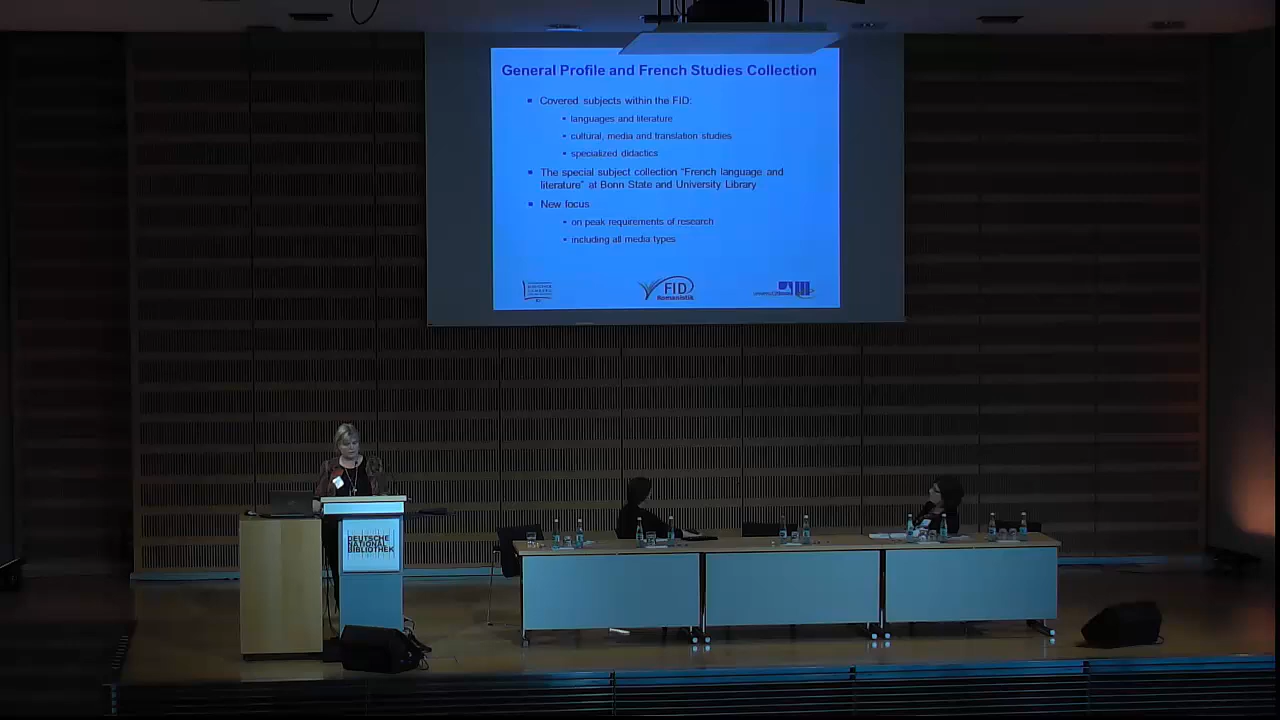 General Profile and French Studies Collection
Covered subjects within the FID:
languages and literature
cultural, media and translation studies
specialized didactics
The special subject collection "French language and
literature" at Bonn State and University Library
New focus
on peak requirements of research
including all media types
FID
Romanistik
DEUTSCHE
NATIONAL
BIBLIOTHEK